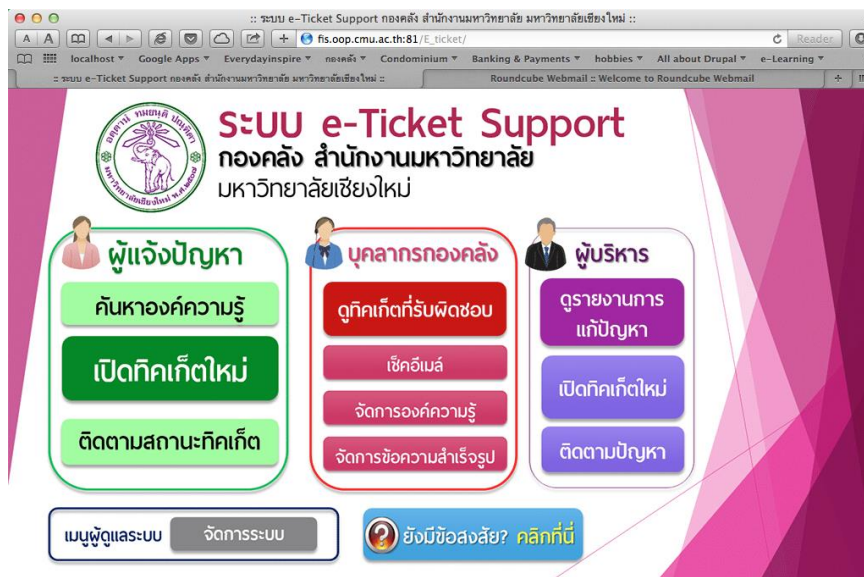 :: ระบบ e-Ticket Support กองคลัง สำนักงานมหาวิทยาลัย มหาวิทยาลัยเชียงใหม่ ::
A A fis.oop.cmu.ac.th:81/E_ticket/ Reader
localhost Google Apps Everydayinspire กองคลัง Condominium Banking & Payments hobbies All about Drupal e-Learning
:: ระบบ e-Ticket Support กองคลัง สำนักงานมหาวิทยาลัย มหาวิทยาลัยเชียงใหม่ :: Roundcube Webmail :: Welcome to Roundcube Webmail
ระบบ e-Ticket Support
กองคลัง สำนักงานมหาวิทยาลัย
มหาวิทยาลัยเชียงใหม่
ผู้แจ้งปัญหา
ค้นหาองค์ความรู้
เปิดทิคเก็ตใหม่
ติดตามสถานะทิคเก็ต
บุคลากรกองคลัง
ดูทิคเก็ตที่รับผิดชอบ
เช็คอีเมล์
จัดการองค์ความรู้
จัดการข้อความสำเร็จรูป
ผู้บริหาร
ดูรายงานการ
แก้ปัญหา
เปิดทิคเก็ตใหม่
ติดตามปัญหา
เมนูผู้ดูแลระบบ จัดการระบบ
ยังมีข้อสงสัย? คลิกที่นี่